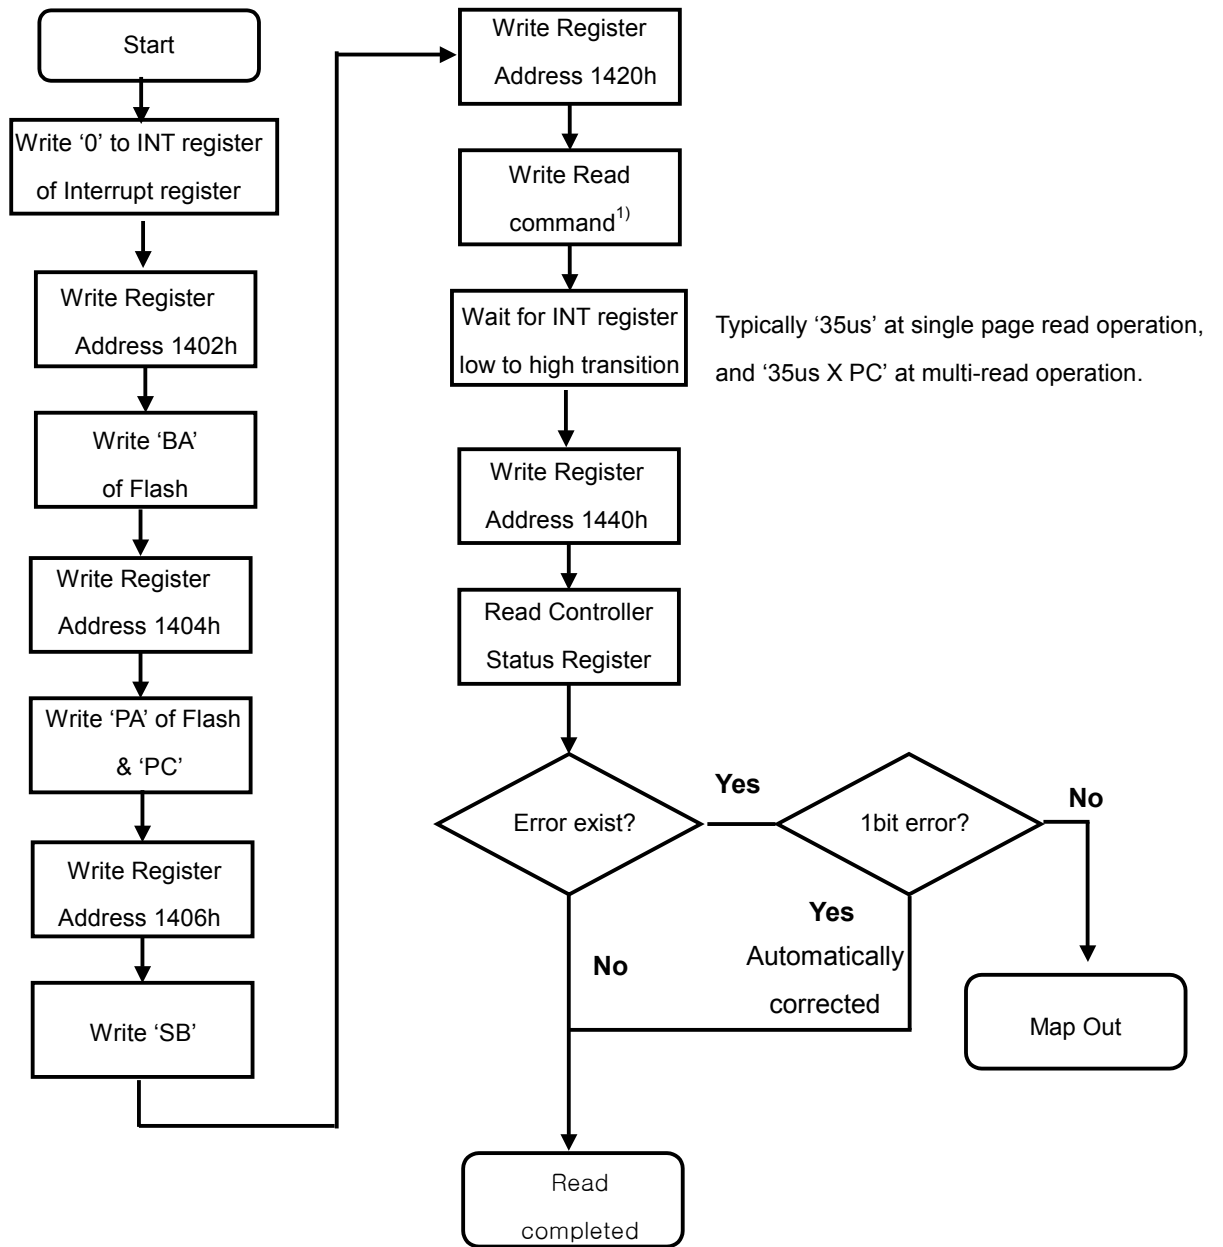 Start
Write ‘0’ to INT register
of Interrupt register
Write Register
Address 1402h
Write ‘BA’
of Flash
Write Register
Address 1404h
Write ‘PA’ of Flash
& ‘PC’
Write Register
Address 1406h
Write ‘SB’
Write Register
Address 1420h
Write Read
command1)
Wait for INT register
low to high transition
Typically ‘35us’ at single page read operation,
and ‘35us X PC’ at multi-read operation.
Write Register
Address 1440h
Read Controller
Status Register
Error exist?
Yes
1bit error?
No
No
Yes
Automatically
corrected
Map Out
Read
completed